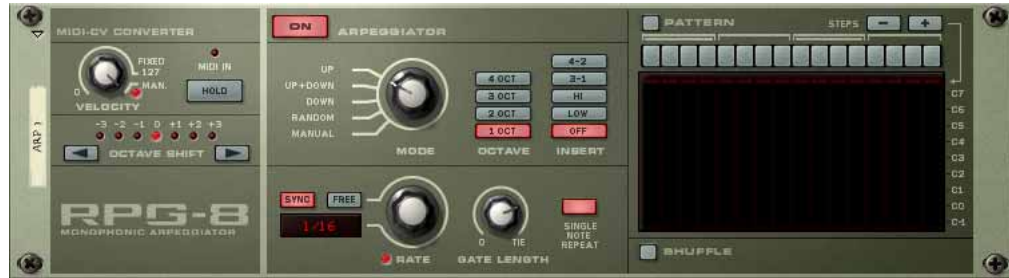 MIDI-CV CONVERTER
FIXED
127
MAN.
0
VELOCITY
MIDI IN
HOLD
-3 -2 -1 0 +1 +2 +3
OCTAVE SHIFT
ARP 1
RPG-8
MONOPHONIC ARPEGGIATOR
ON
ARPEGGIATOR
UP
UP+DOWN
DOWN
RANDOM
MANUAL
MODE
4 OCT
3 OCT
2 OCT
1 OCT
OCTAVE
4-2
3-1
HI
LOW
OFF
INSERT
SYNC
FREE
1/16
RATE
0 TIE
GATE LENGTH
SINGLE
NOTE
REPEAT
PATTERN
STEPS - +
C7
C6
C5
C4
C3
C2
C1
C0
C-1
SHUFFLE